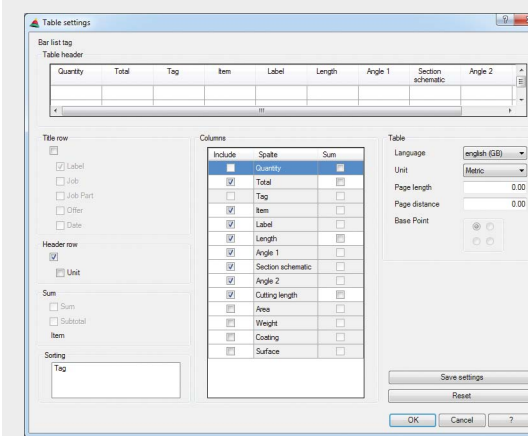 Table settings
?
Bar list tag
Table header
Quantity Total Tag Item Label Length Angle 1 Section schematic Angle 2
Title row
Label
Job
Job Part
Offer
Date
Header row
Unit
Sum
Sum
Subtotal
Item
Sorting
Tag
Columns
Include Spalte Sum
Quantity
Total
Tag
Item
Label
Length
Angle 1
Section schematic
Angle 2
Cutting length
Area
Weight
Coating
Surface
Table
Language english (GB)
Unit Metric
Page length 0.00
Page distance 0.00
Base Point
Save settings
Reset
OK Cancel ?